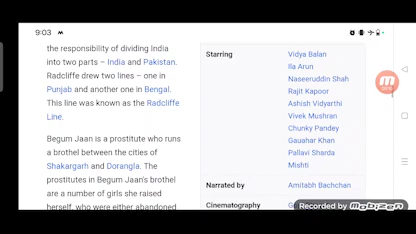 9:03
the responsibility of dividing India
into two parts – India and Pakistan.
Radcliffe drew two lines – one in
Punjab and another one in Bengal.
This line was known as the Radcliffe
Line.
Begum Jaan is a prostitute who runs
a brothel between the cities of
Shakargarh and Dorangla. The
prostitutes in Begum Jaan's brothel
are a number of girls she raised
herself, who were either abandoned
Starring
Vidya Balan
Ila Arun
Naseeruddin Shah
Rajit Kapoor
Ashish Vidyarthi
Vivek Mushran
Chunky Pandey
Gauahar Khan
Pallavi Sharda
Mishti
Narrated by
Amitabh Bachchan
Cinematography
Recorded by mobizen